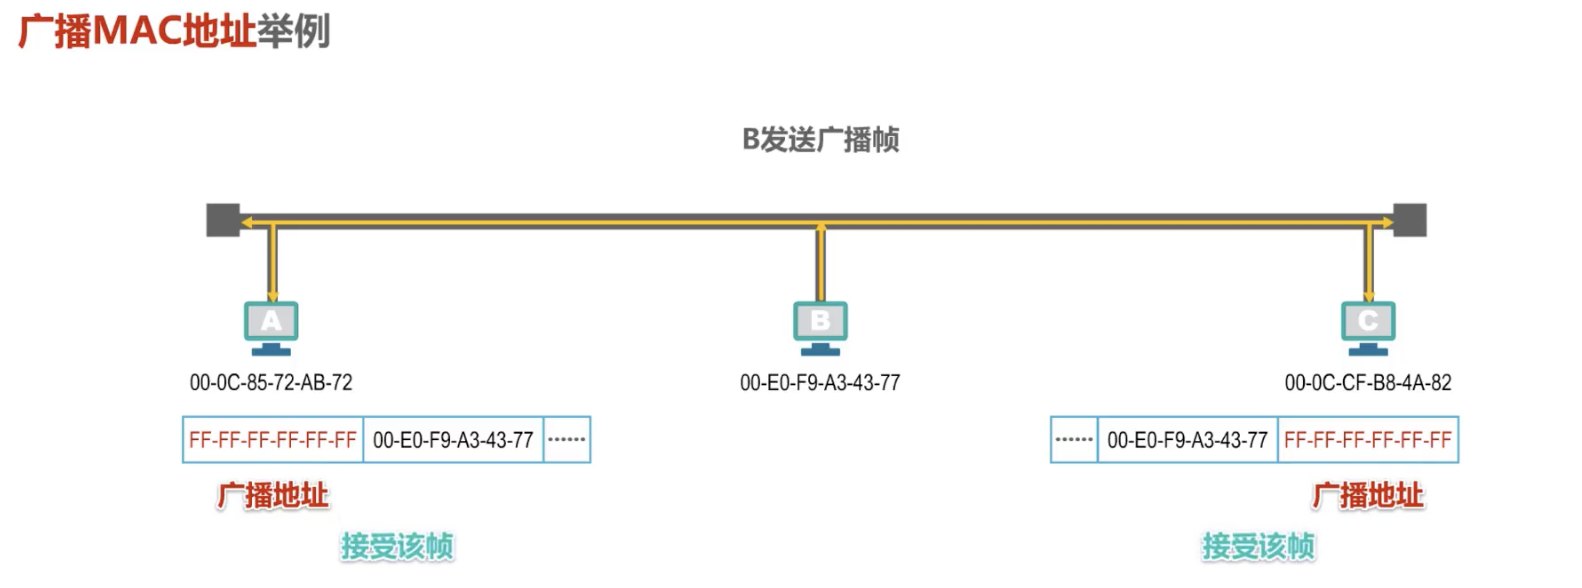 广播MAC地址举例
B发送广播帧
A
B
C
00-0C-85-72-AB-72
00-E0-F9-A3-43-77
00-0C-CF-B8-4A-82
FF-FF-FF-FF-FF-FF 00-E0-F9-A3-43-77 ······
······ 00-E0-F9-A3-43-77 FF-FF-FF-FF-FF-FF
广播地址
广播地址
接受该帧
接受该帧